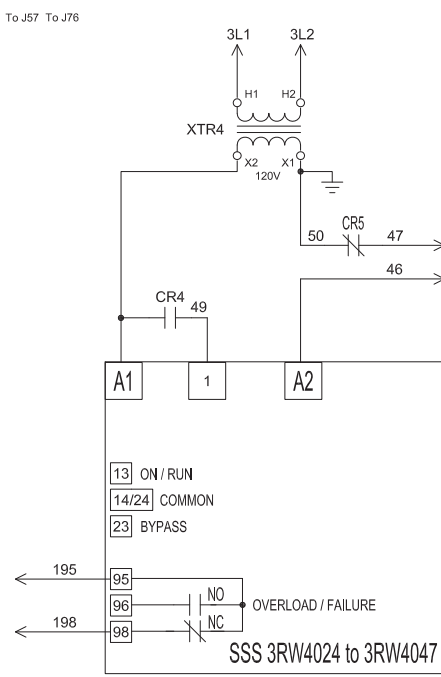 To J57 To J76
3L1 3L2
H1 H2
XTR4
X2 X1
120V
CR5
50 47
46
CR4
49
A1 1 A2
13 ON / RUN
14/24 COMMON
23 BYPASS
195 95
96 NO OVERLOAD / FAILURE
198 98 NC
SSS 3RW4024 to 3RW4047